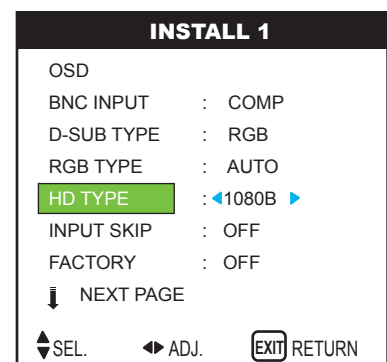 INSTALL 1
OSD
BNC INPUT : COMP
D-SUB TYPE : RGB
RGB TYPE : AUTO
HD TYPE : 1080B
INPUT SKIP : OFF
FACTORY : OFF
NEXT PAGE
SEL. ADJ. EXIT RETURN